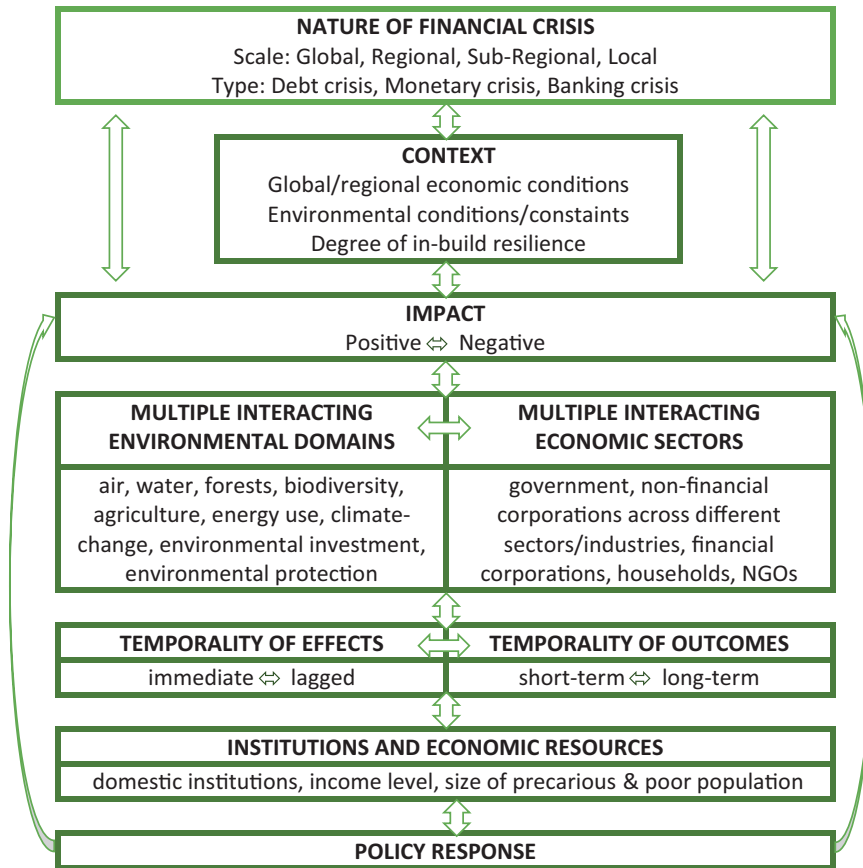 NATURE OF FINANCIAL CRISIS
Scale: Global, Regional, Sub-Regional, Local
Type: Debt crisis, Monetary crisis, Banking crisis
CONTEXT
Global/regional economic conditions
Environmental conditions/constaints
Degree of in-build resilience
IMPACT
Positive ⇔ Negative
MULTIPLE INTERACTING
ENVIRONMENTAL DOMAINS
MULTIPLE INTERACTING
ECONOMIC SECTORS
air, water, forests, biodiversity,
agriculture, energy use, climate-
change, environmental investment,
environmental protection
government, non-financial
corporations across different
sectors/industries, financial
corporations, households, NGOs
TEMPORALITY OF EFFECTS
TEMPORALITY OF OUTCOMES
immediate ⇔ lagged
short-term ⇔ long-term
INSTITUTIONS AND ECONOMIC RESOURCES
domestic institutions, income level, size of precarious & poor population
POLICY RESPONSE